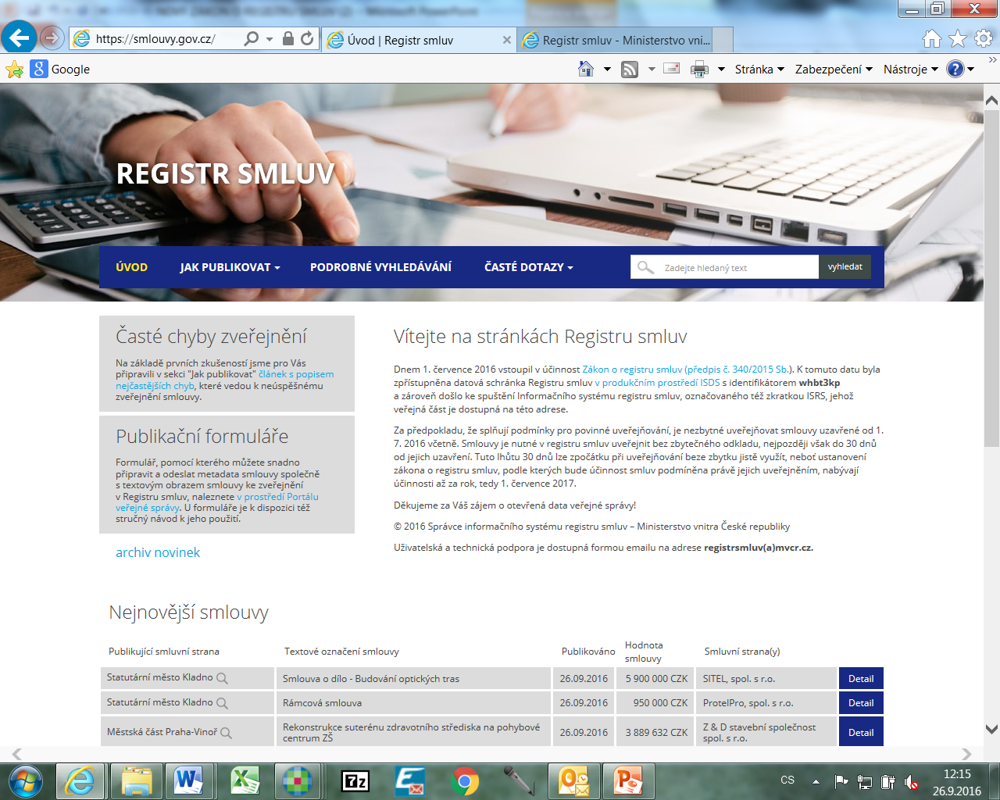 https://smlouvy.gov.cz/
Úvod | Registr smluv
Registr smluv - Ministerstvo vni...
Google
Stránka
Zabezpečení
Nástroje
REGISTR SMLUV
ÚVOD
JAK PUBLIKOVAT
PODROBNÉ VYHLEDÁVÁNÍ
ČASTÉ DOTAZY
Zadejte hledaný text
vyhledat
Časté chyby zveřejnění
Na základě prvních zkušeností jsme pro Vás
připravili v sekci "Jak publikovat" článek s popisem
nejčastějších chyb, které vedou k neúspěšnému
zveřejnění smlouvy.
Publikační formuláře
Formulář, pomocí kterého můžete snadno
připravit a odeslat metadata smlouvy společně
s textovým obrazem smlouvy ke zveřejnění
v Registru smluv, naleznete v prostředí Portálu
veřejné správy. U formuláře je k dispozici též
stručný návod k jeho použití.
archiv novinek
Vítejte na stránkách Registru smluv
Dnem 1. července 2016 vstoupil v účinnost Zákon o registru smluv (předpis č. 340/2015 Sb.). K tomuto datu byla
zpřístupněna datová schránka Registru smluv v produkčním prostředí ISDS s identifikátorem whbt3kp
a zároveň došlo ke spuštění Informačního systému registru smluv, označovaného též zkratkou ISRS, jehož
veřejná část je dostupná na této adrese.
Za předpokladu, že splňují podmínky pro povinné uveřejňování, je nezbytné uveřejňovat smlouvy uzavřené od 1.
7. 2016 včetně. Smlouvy je nutné v registru smluv uveřejnit bez zbytečného odkladu, nejpozději však do 30 dnů
od jejich uzavření. Tuto lhůtu 30 dnů lze zpočátku při uveřejňování beze zbytku jistě využít, neboť ustanovení
zákona o registru smluv, podle kterých bude účinnost smluv podmíněna právě jejich uveřejněním, nabývají
účinnosti až za rok, tedy 1. července 2017.
Děkujeme za Váš zájem o otevřená data veřejné správy!
© 2016 Správce informačního systému registru smluv – Ministerstvo vnitra České republiky
Uživatelská a technická podpora je dostupná formou emailu na adrese registrsmluv(a)mvcr.cz.
Nejnovější smlouvy
Publikující smluvní strana Textové označení smlouvy Publikováno Hodnota smlouvy Smluvní strana(y)
Statutární město Kladno Smlouva o dílo - Budování optických tras 26.09.2016 5 900 000 CZK SITEL, spol. s r.o. Detail
Statutární město Kladno Rámcová smlouva 26.09.2016 950 000 CZK ProtelPro, spol. s r.o. Detail
Městská část Praha-Vinoř Rekonstrukce suterénu zdravotního střediska na pohybové centrum ZŠ 26.09.2016 3 889 632 CZK Z & D stavební společnost spol. s r.o. Detail
CS
12:15
26.9.2016